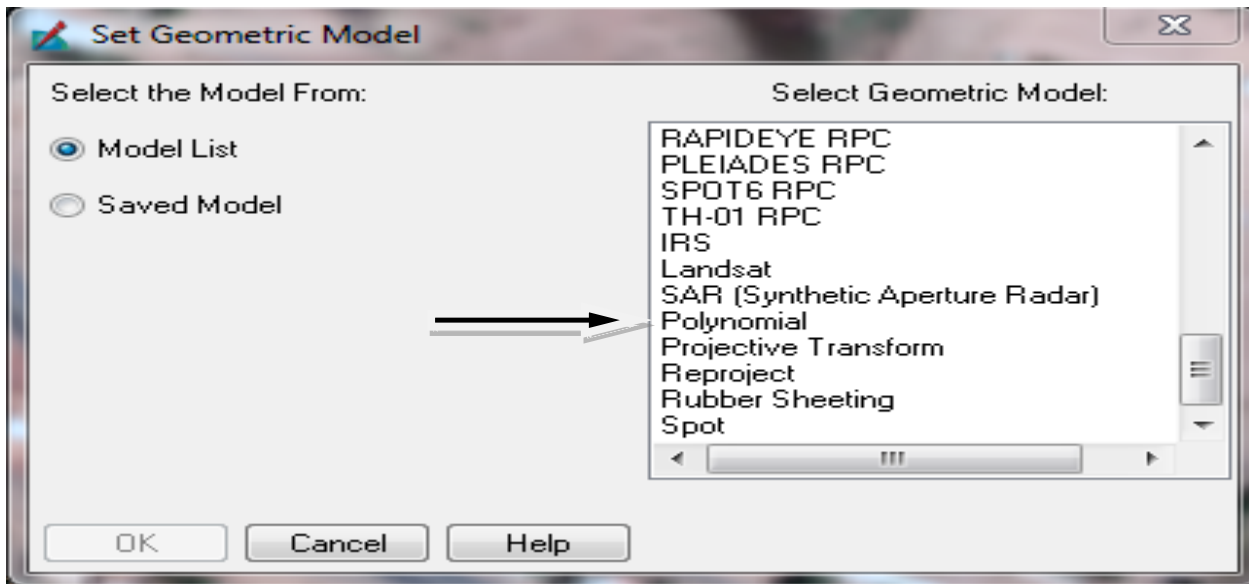 Set Geometric Model
Select the Model From:
Model List
Saved Model
Select Geometric Model:
RAPIDEYE RPC
PLEIADES RPC
SPOT6 RPC
TH-01 RPC
IRS
Landsat
SAR (Synthetic Aperture Radar)
Polynomial
Projective Transform
Reproject
Rubber Sheeting
Spot
OK Cancel Help